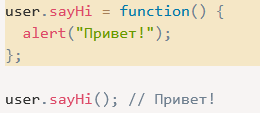 user.sayHi = function() {
  alert("Привет!");
};
user.sayHi(); // Привет!